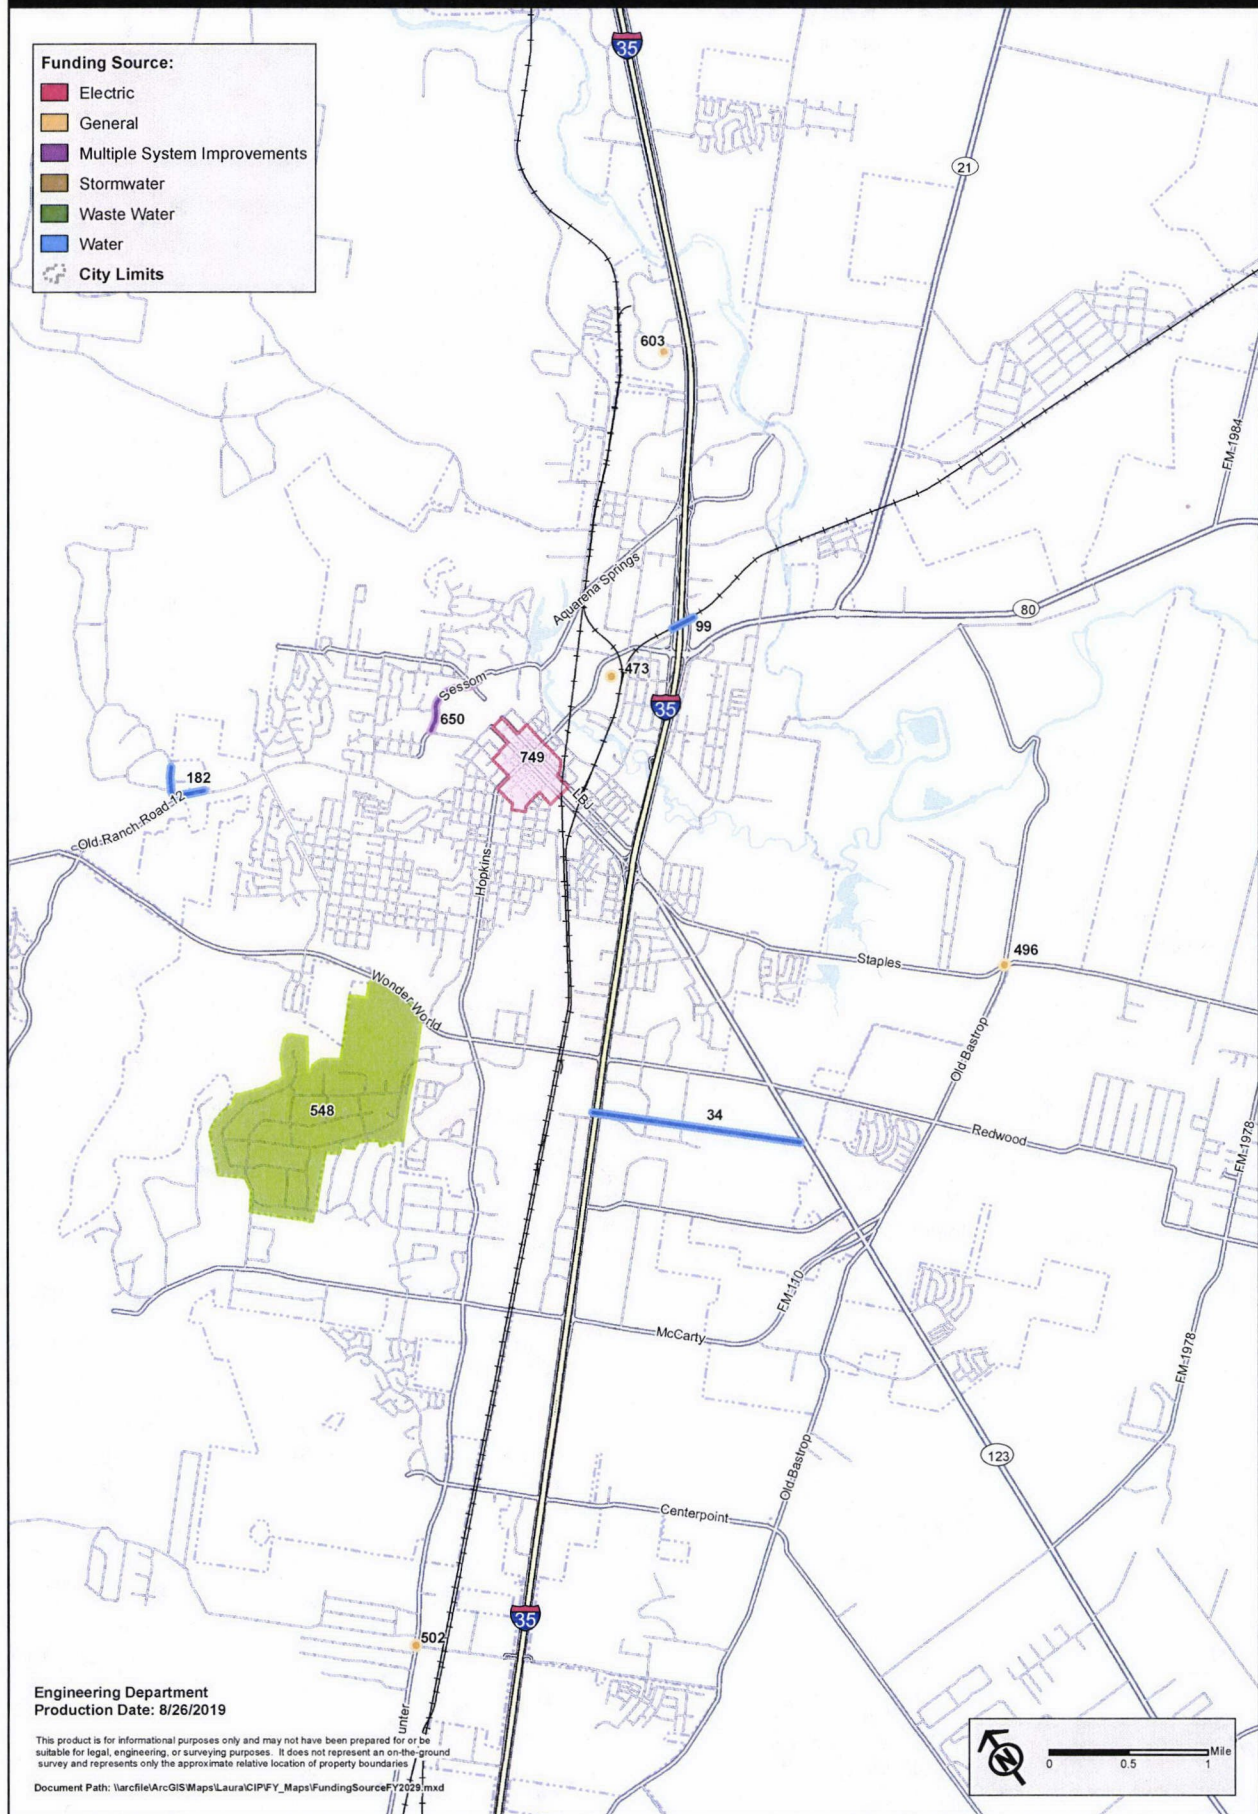 35
Funding Source:
Electric
General
Multiple System Improvements
Stormwater
Waste Water
Water
City Limits
21
603
FM-1984
Aquarena Springs
80
99
473
Sessom
35
650
749
182
LBJ
Old Ranch Road 12
Hopkins
496
Staples
Wonder World
Old Bastrop
548
34
Redwood
FM-1978
FM-110
McCarty
FM-1978
123
Old Bastrop
Centerpoint
35
502
Engineering Department
Production Date: 8/26/2019
unter
This product is for informational purposes only and may not have been prepared for or be
suitable for legal, engineering, or surveying purposes. It does not represent an on-the-ground
survey and represents only the approximate relative location of property boundaries
Document Path: \\arcfile\ArcGIS\Maps\Laura\CIP\FY_Maps\FundingSourceFY2029.mxd
N
Mile
0 0.5 1